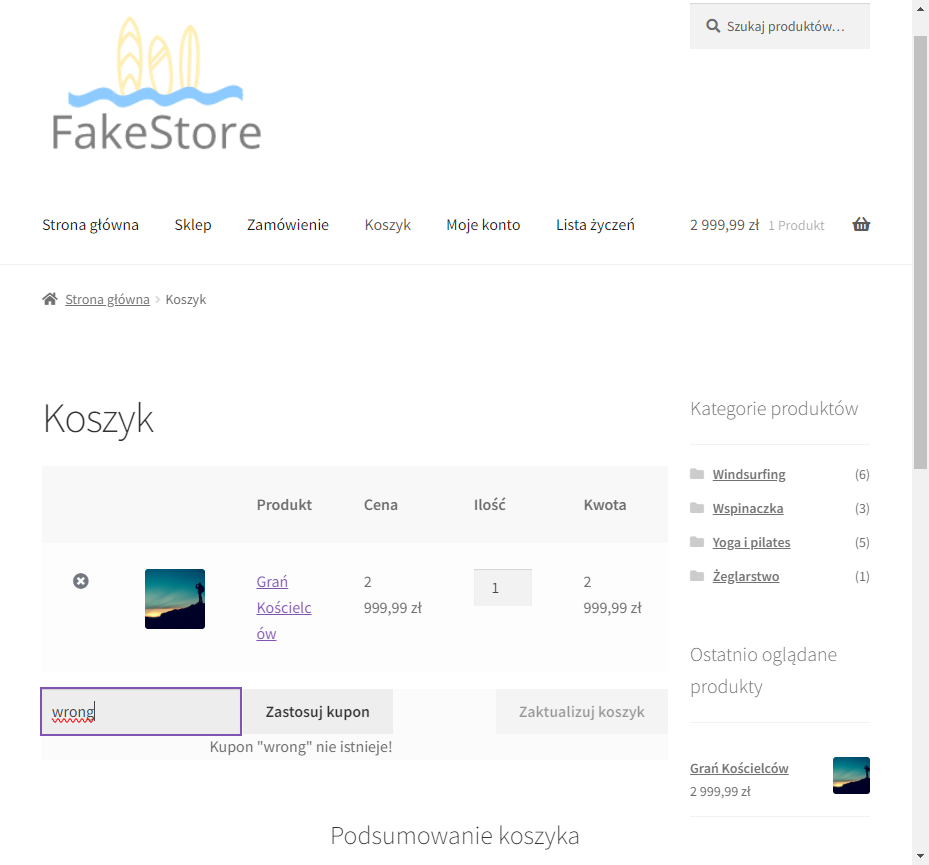 Szukaj produktów…
FakeStore
Strona główna Sklep Zamówienie Koszyk Moje konto Lista życzeń 2 999,99 zł 1 Produkt
Strona główna > Koszyk
Koszyk
Produkt Cena Ilość Kwota
Grań Kościelc ów
2 999,99 zł
1
2 999,99 zł
wrong Zastosuj kupon Zaktualizuj koszyk
Kupon "wrong" nie istnieje!
Podsumowanie koszyka
Kategorie produktów
Windsurfing (6)
Wspinaczka (3)
Yoga i pilates (5)
Żeglarstwo (1)
Ostatnio oglądane
produkty
Grań Kościelców
2 999,99 zł